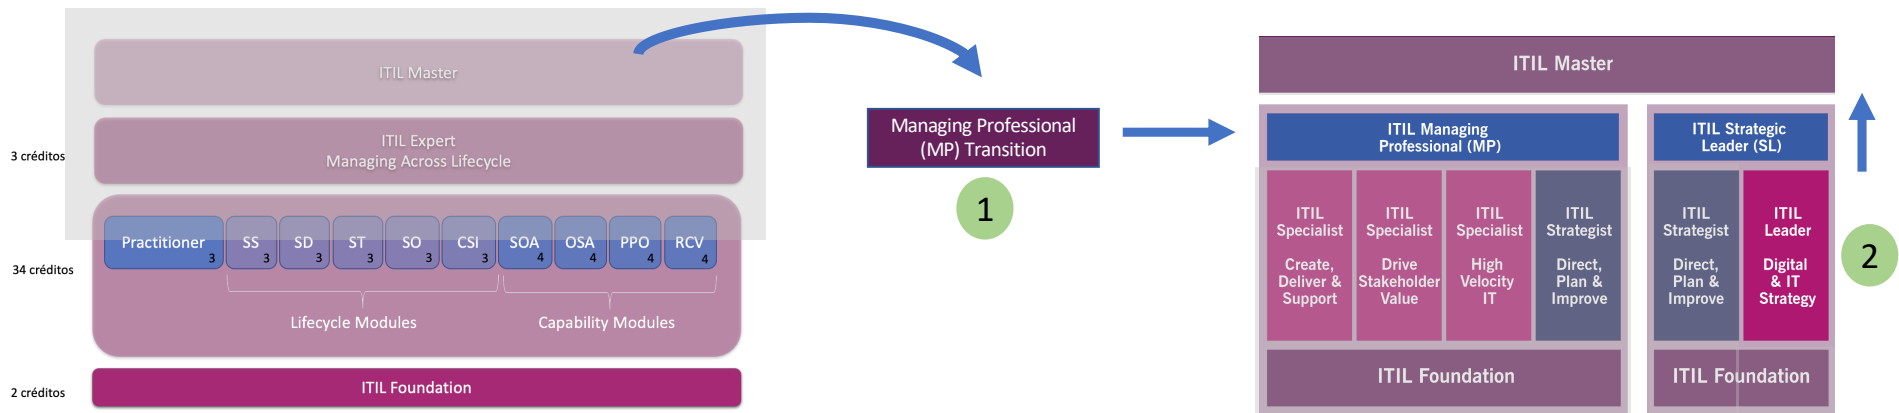 ITIL Master
ITIL Expert
Managing Across Lifecycle
3 créditos
Practitioner
3
SS
3
SD
3
ST
3
SO
3
CSI
3
SOA
4
OSA
4
PPO
4
RCV
4
34 créditos
Lifecycle Modules
Capability Modules
2 créditos
ITIL Foundation
Managing Professional
(MP) Transition
1
ITIL Master
ITIL Managing
Professional (MP)
ITIL
Specialist
Create,
Deliver &
Support
ITIL
Specialist
Drive
Stakeholder
Value
ITIL
Specialist
High
Velocity
IT
ITIL
Strategist
Direct,
Plan &
Improve
ITIL Foundation
ITIL Strategic
Leader (SL)
ITIL
Strategist
Direct,
Plan &
Improve
ITIL
Leader
Digital
& IT
Strategy
ITIL Foundation
2